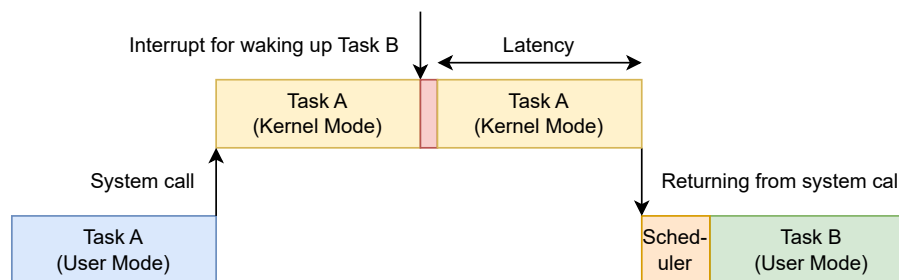 Interrupt for waking up Task B
Latency
Task A
(Kernel Mode)
Task A
(Kernel Mode)
System call
Returning from system cal
Task A
(User Mode)
Sched-
uler
Task B
(User Mode)